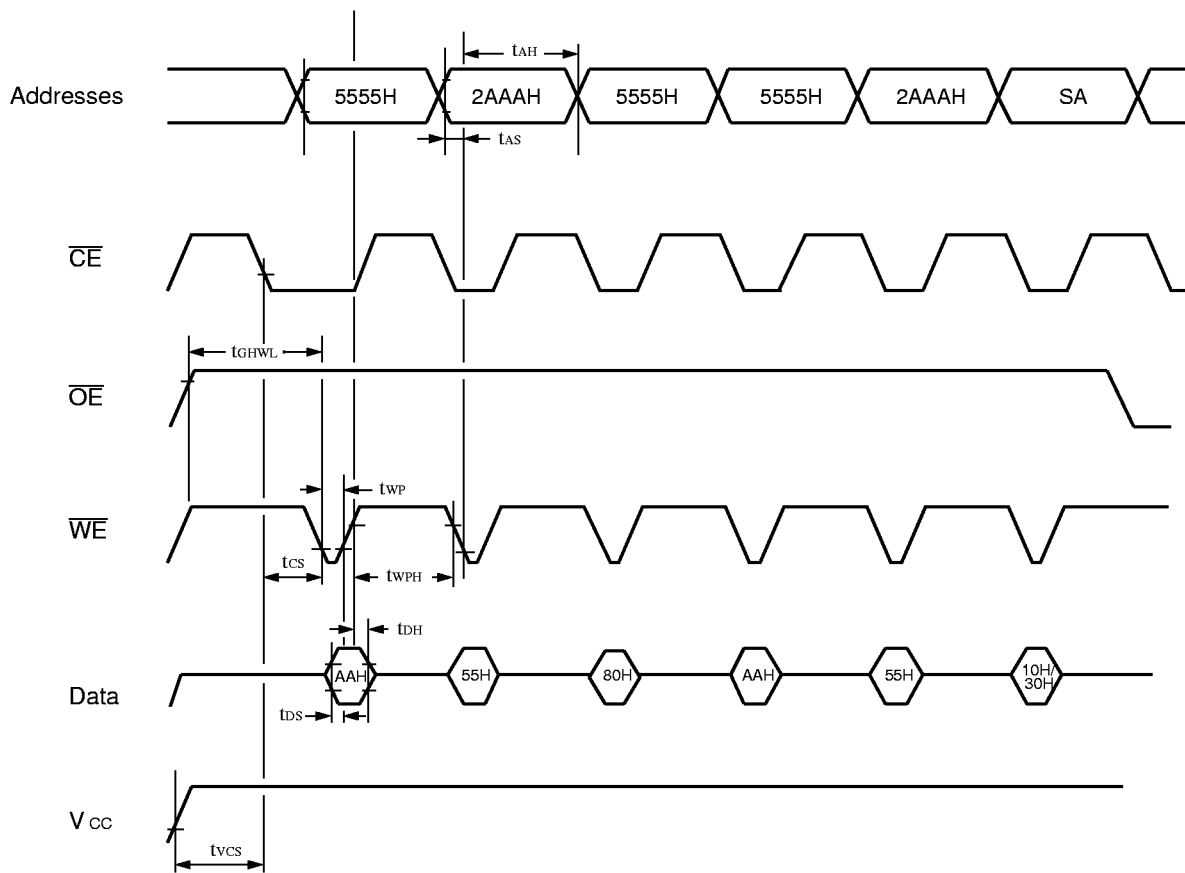 tAH
Addresses 5555H 2AAAH 5555H 5555H 2AAAH SA
tAS
CE
tGHWL
OE
tWP
WE
tCS tWPH
tDH
Data AAH 55H 80H AAH 55H 10H/
30H
tDS
VCC
tVCS